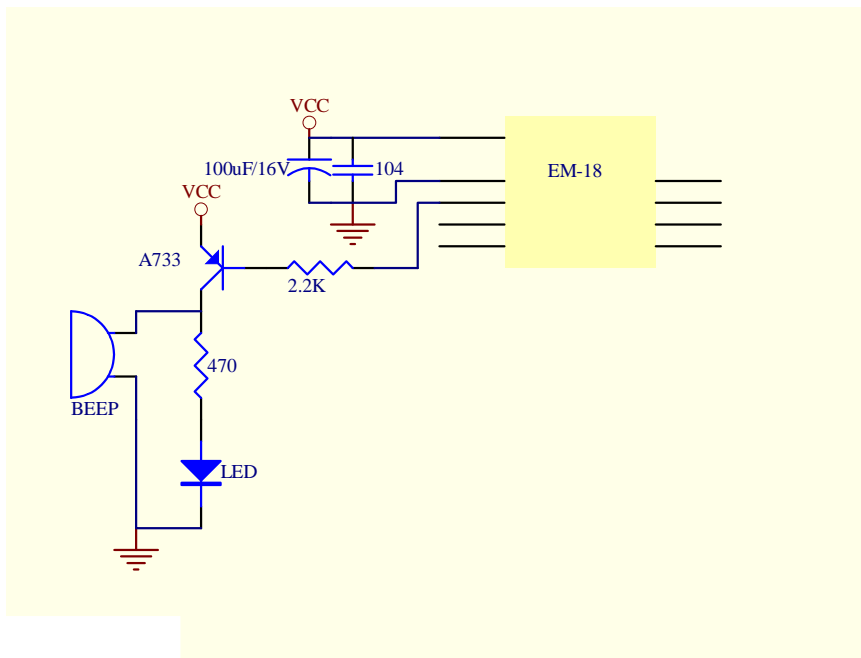 VCC
100uF/16V
104
EM-18
VCC
A733
2.2K
470
BEEP
LED